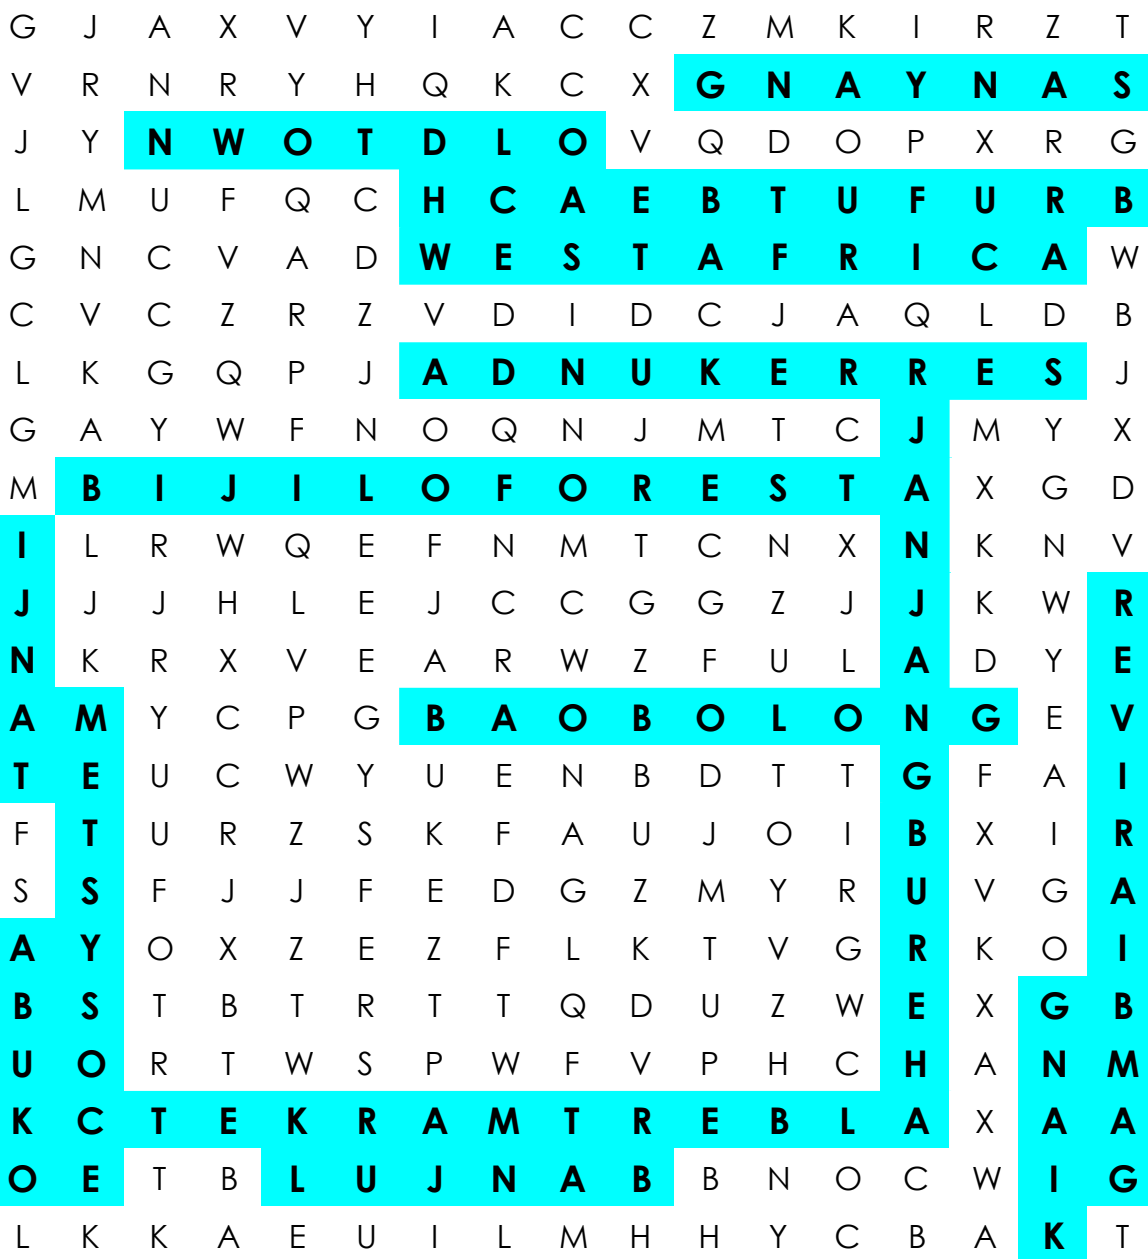 G J A X V Y I A C C Z M K I R Z T
V R N R Y H Q K C X G N A Y N A S
J Y N W O T D L O V Q D O P X R G
L M U F Q C H C A E B T U F U R B
G N C V A D W E S T A F R I C A W
C V C Z R Z V D I D C J A Q L D B
L K G Q P J A D N U K E R R E S J
G A Y W F N O Q N J M T C J M Y X
M B I J I L O F O R E S T A X G D
I L R W Q E F N M T C N X N K N V
J J J H L E J C C G G Z J J K W R
N K R X V E A R W Z F U L A D Y E
A M Y C P G B A O B O L O N G E V
T E U C W Y U E N B D T T G F A I
F T U R Z S K F A U J O I B X I R
S S F J J F E D G Z M Y R U V G A
A Y O X Z E Z F L K T V G R K O I
B S T B T R T T Q D U Z W E X G B
U O R T W S P W F V P H C H A N M
K C T E K R A M T R E B L A X A A
O E T B L U J N A B B N O C W I G
L K K A E U I L M H H Y C B A K T